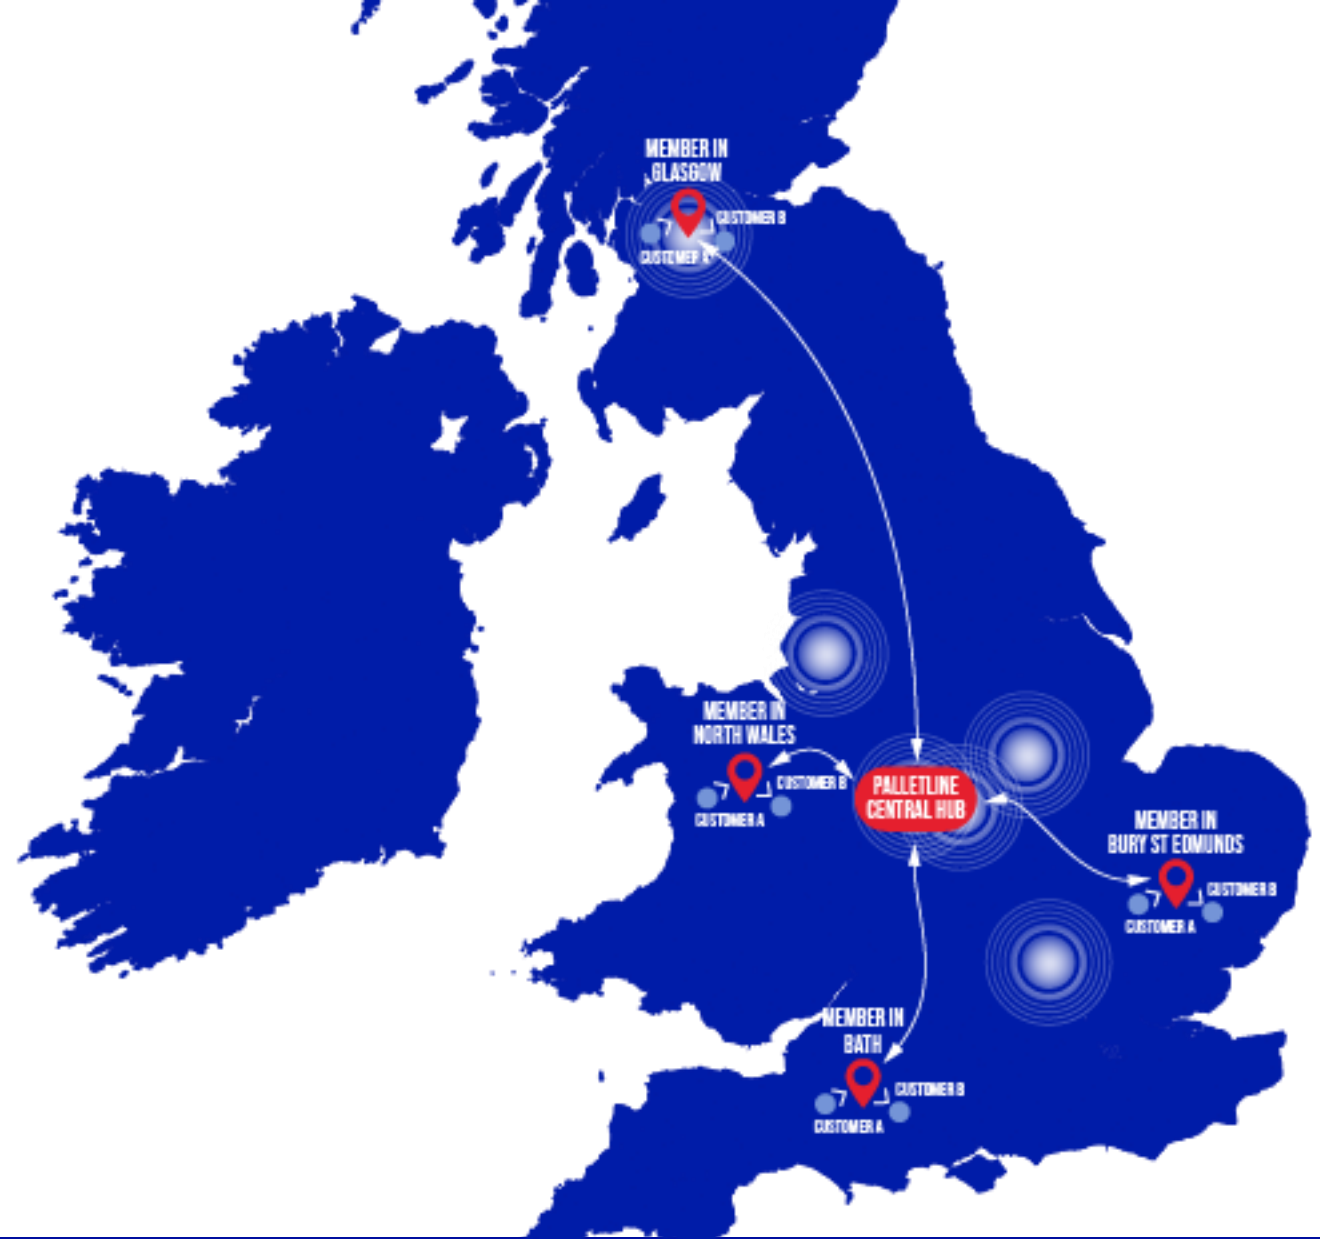 MEMBER IN
GLASGOW
CUSTOMER B
CUSTOMER A
MEMBER IN
NORTH WALES
CUSTOMER B
CUSTOMER A
PALLETLINE
CENTRAL HUB
MEMBER IN
BURY ST EDMUNDS
CUSTOMER B
CUSTOMER A
MEMBER IN
BATH
CUSTOMER B
CUSTOMER A